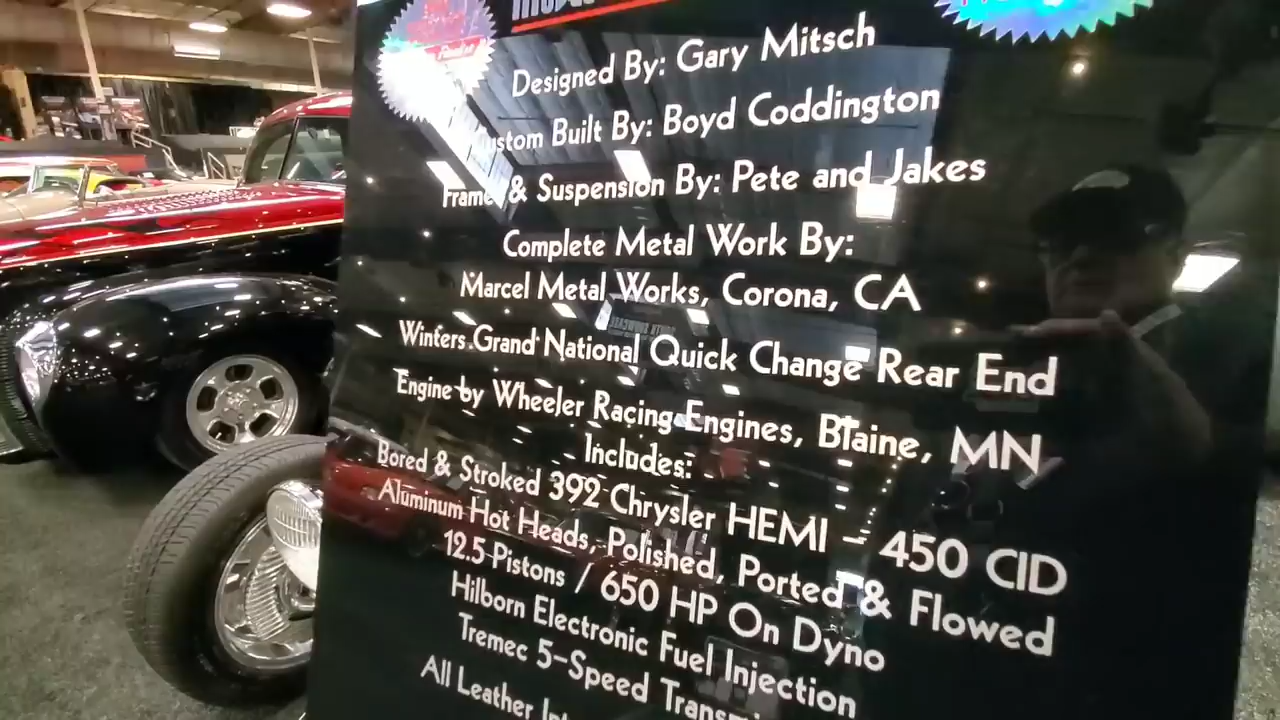 Designed By: Gary Mitsch
Custom Built By: Boyd Coddington
Frame & Suspension By: Pete and Jakes
Complete Metal Work By:
Marcel Metal Works, Corona, CA
Winters Grand National Quick Change Rear End
Engine by Wheeler Racing Engines, Blaine, MN
Includes:
Bored & Stroked 392 Chrysler HEMI – 450 CID
Aluminum Hot Heads, Polished, Ported & Flowed
12.5 Pistons / 650 HP On Dyno
Hilborn Electronic Fuel Injection
Tremec 5-Speed Transmi
All Leather Int